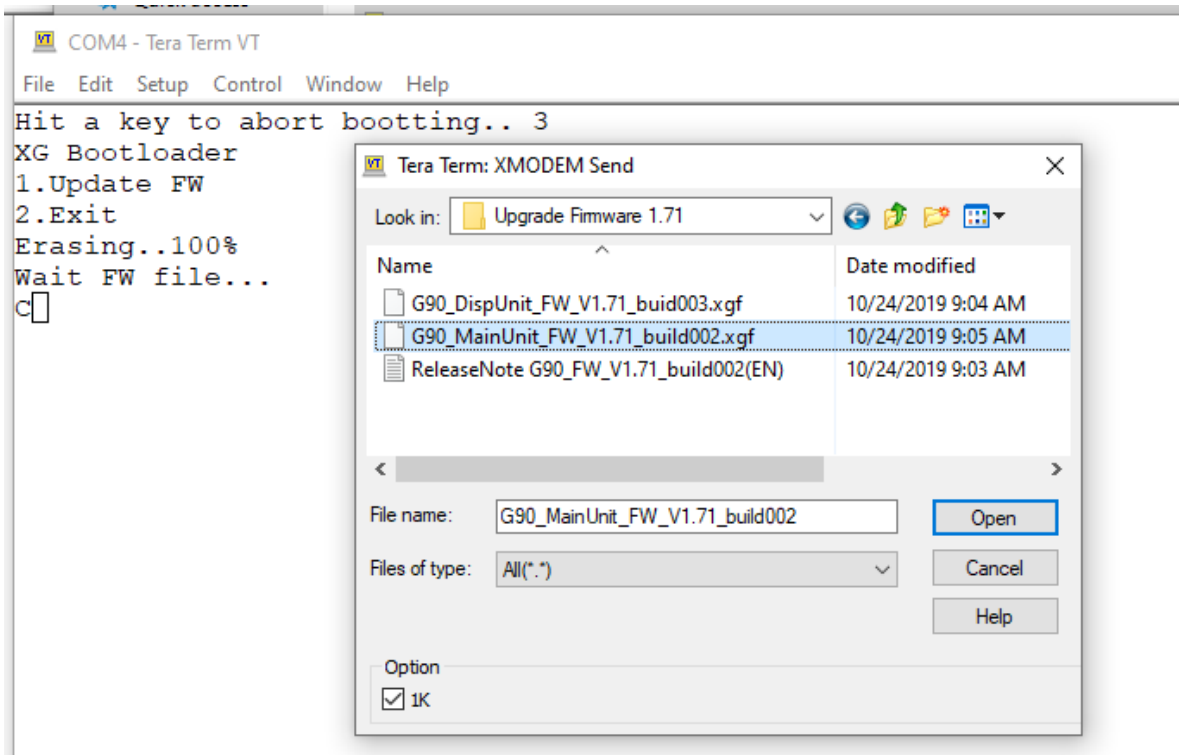 COM4 - Tera Term VT
File Edit Setup Control Window Help
Hit a key to abort bootting.. 3
XG Bootloader
1.Update FW
2.Exit
Erasing..100%
Wait FW file...
C
Tera Term: XMODEM Send
Look in: Upgrade Firmware 1.71
Name Date modified
G90_DispUnit_FW_V1.71_buid003.xgf 10/24/2019 9:04 AM
G90_MainUnit_FW_V1.71_build002.xgf 10/24/2019 9:05 AM
ReleaseNote G90_FW_V1.71_build002(EN) 10/24/2019 9:03 AM
File name: G90_MainUnit_FW_V1.71_build002 Open
Files of type: All(*.*) Cancel
Help
Option
1K